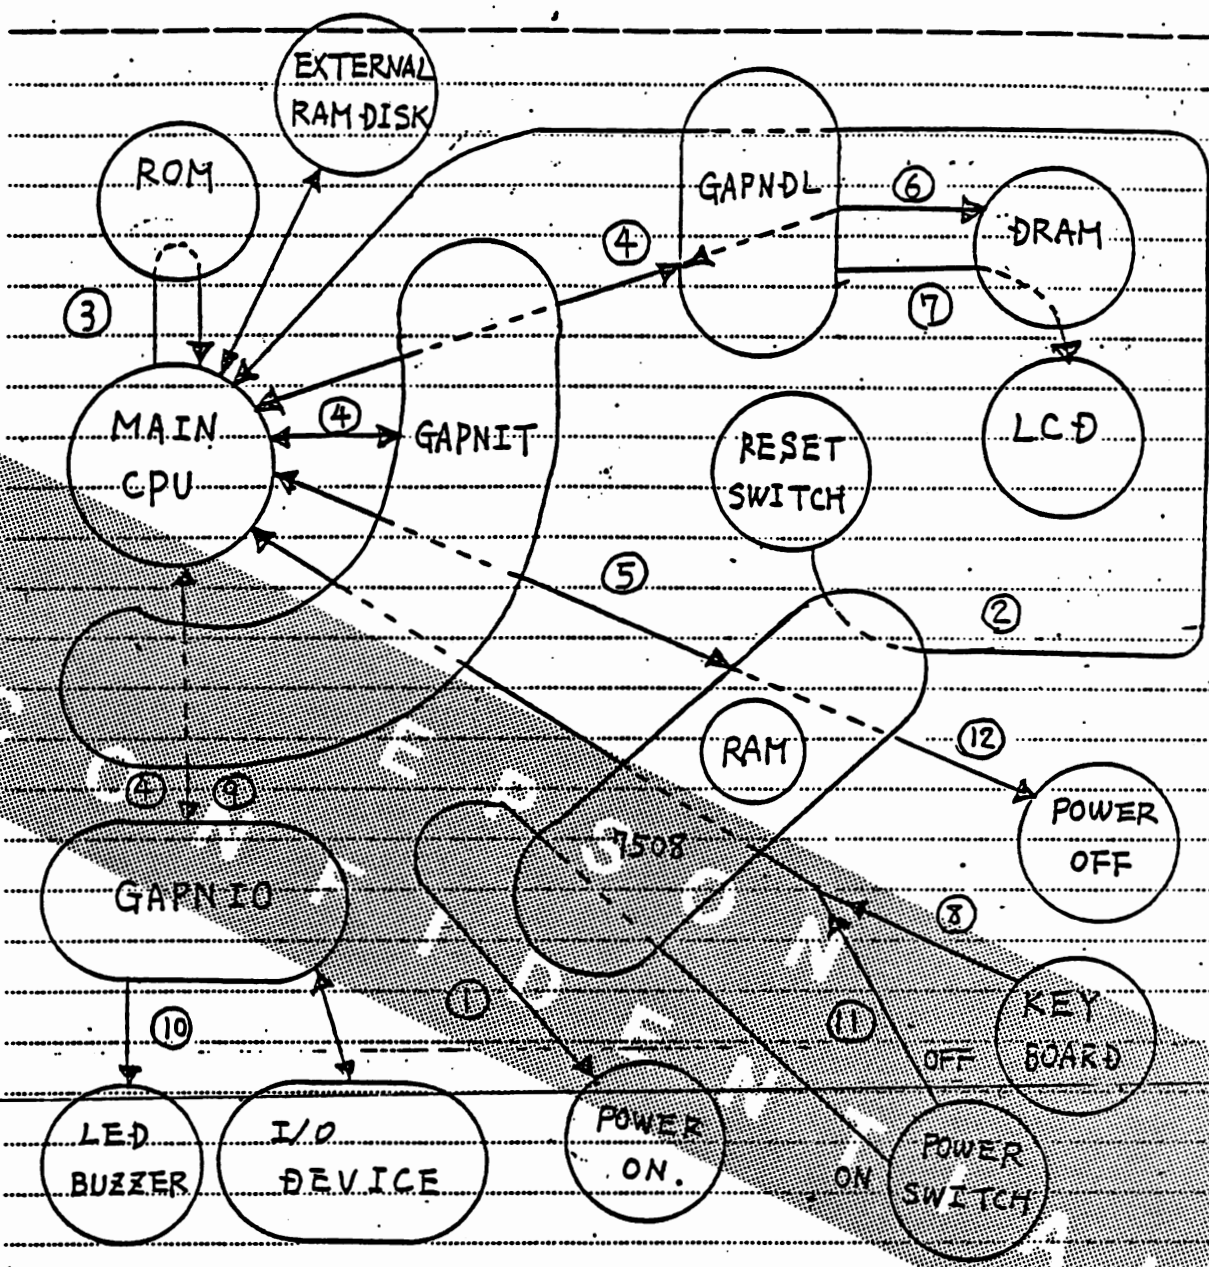 EXTERNAL
RAM DISK
ROM
GAPNDL
⑥
DRAM
④
③
⑦
MAIN
CPU
④
GAPNIT
RESET
SWITCH
LCD
⑤
②
RAM
⑫
POWER
OFF
④ ⑨
7508
GAPNIO
⑧
①
⑪
KEY
BOARD
⑩
OFF
LED
BUZZER
I/O
DEVICE
POWER
ON.
ON
POWER
SWITCH
EPSON
CONFIDENTIA